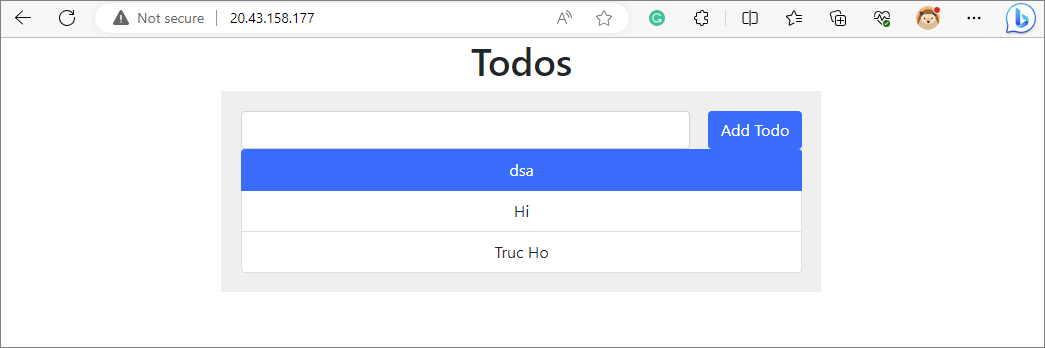 Not secure 20.43.158.177
Todos
Add Todo
dsa
Hi
Truc Ho